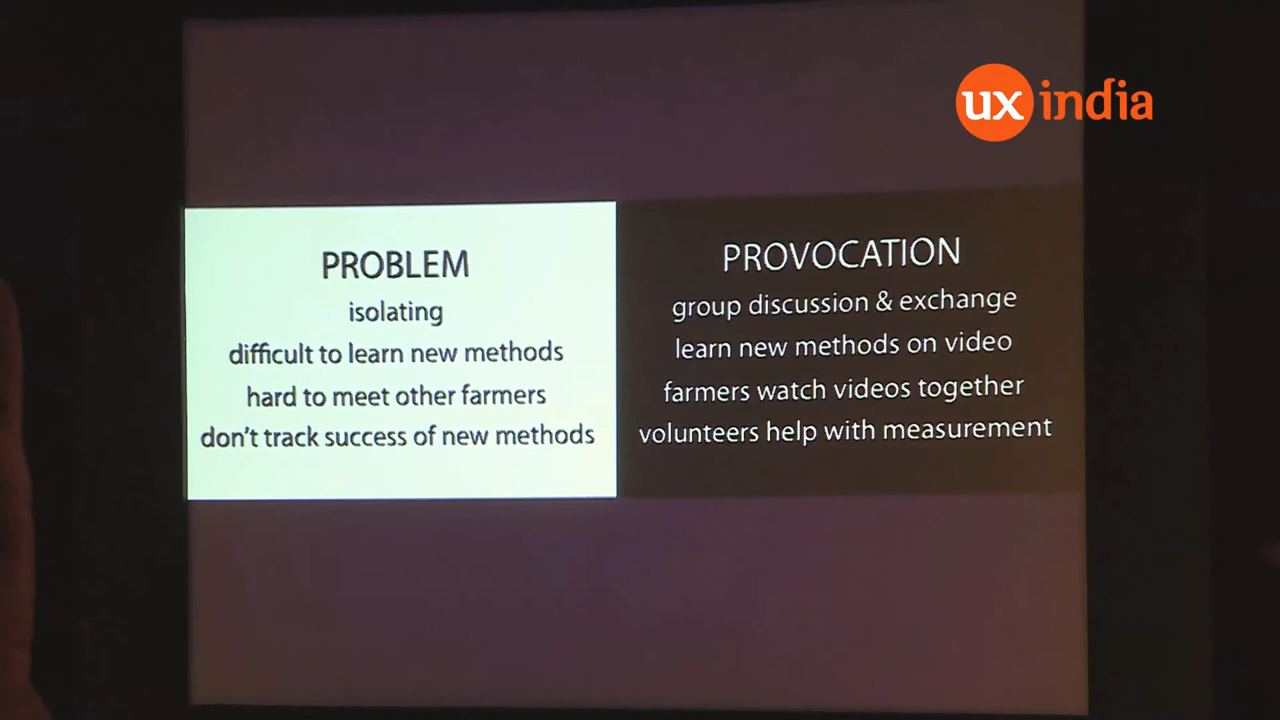 ux india
PROBLEM
isolating
difficult to learn new methods
hard to meet other farmers
don't track success of new methods
PROVOCATION
group discussion & exchange
learn new methods on video
farmers watch videos together
volunteers help with measurement